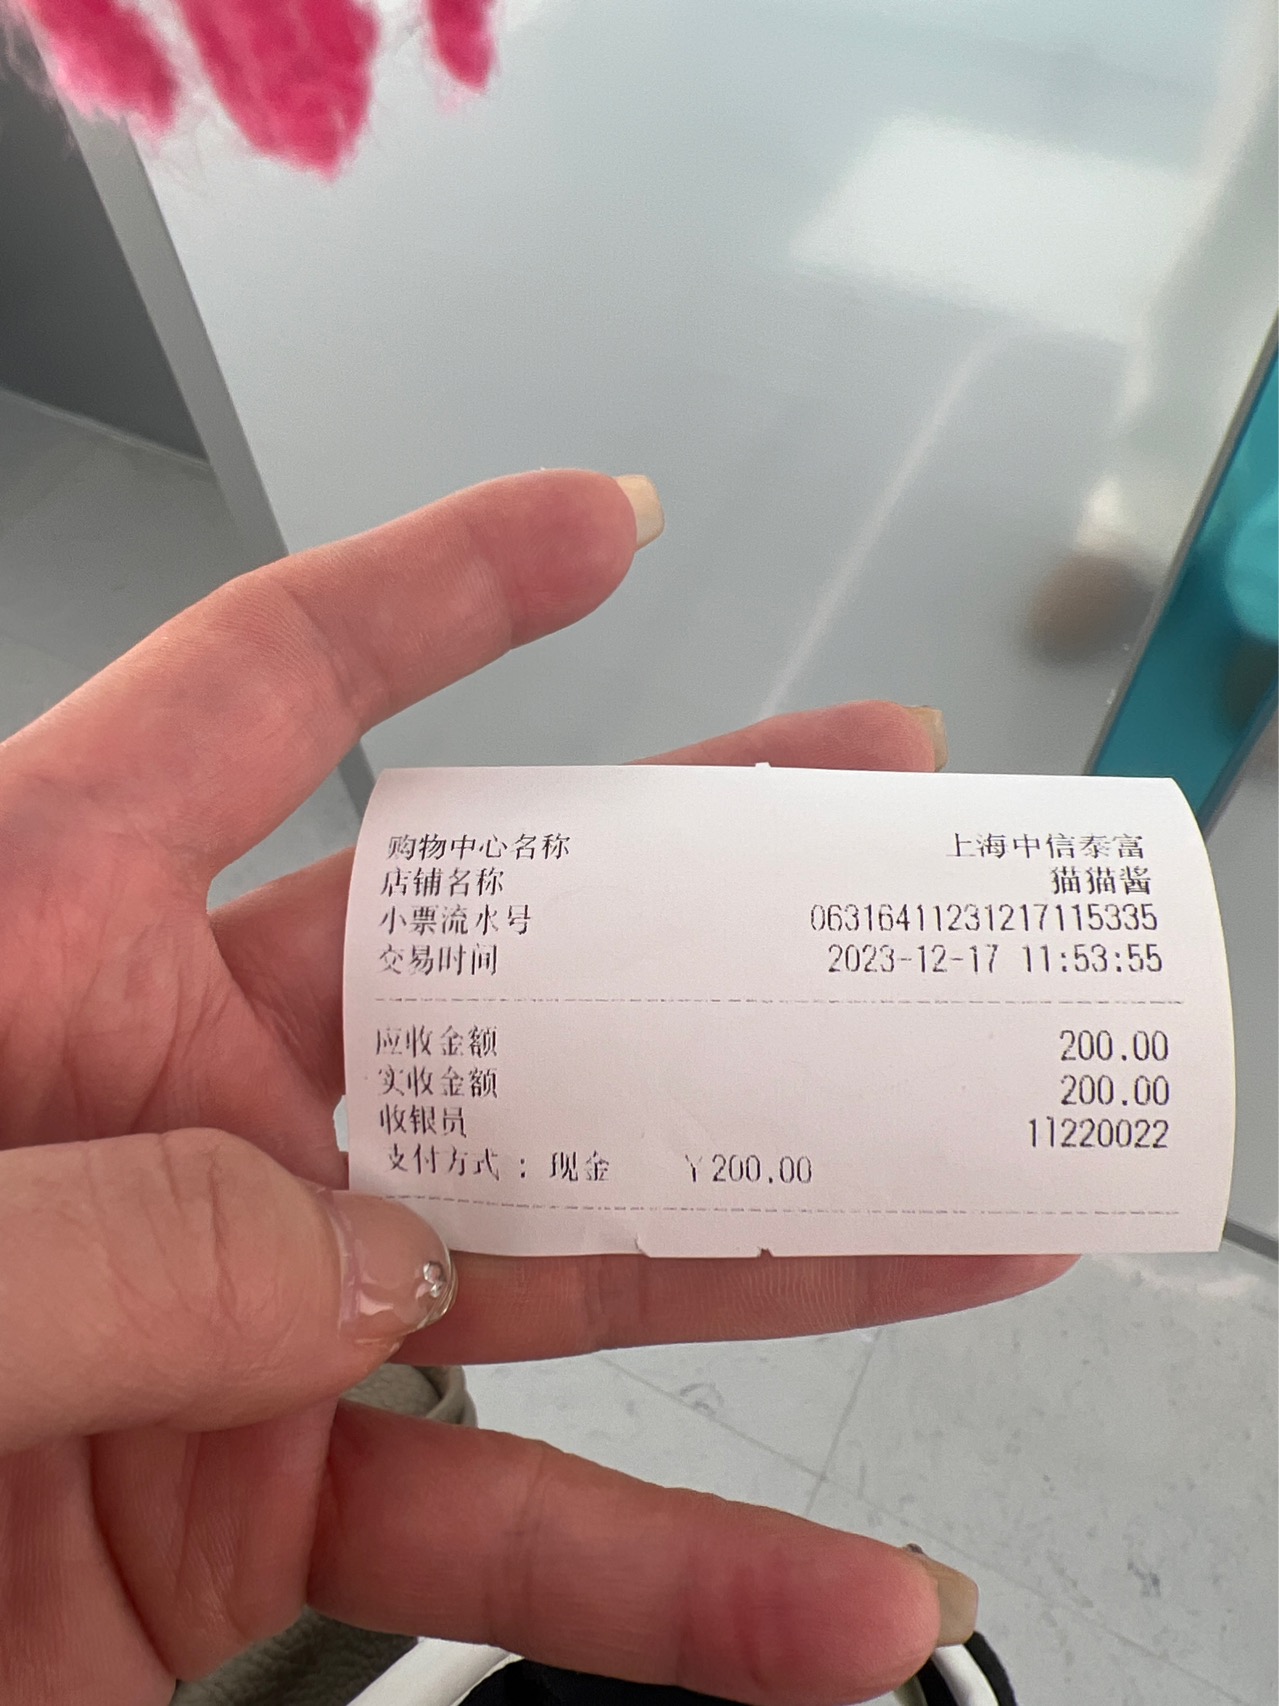 购物中心名称 上海中信泰富
店铺名称 猫猫酱
小票流水号 06316411231217115335
交易时间 2023-12-17 11:53:55
应收金额 200.00
实收金额 200.00
收银员 11220022
支付方式 : 现金 ¥200.00